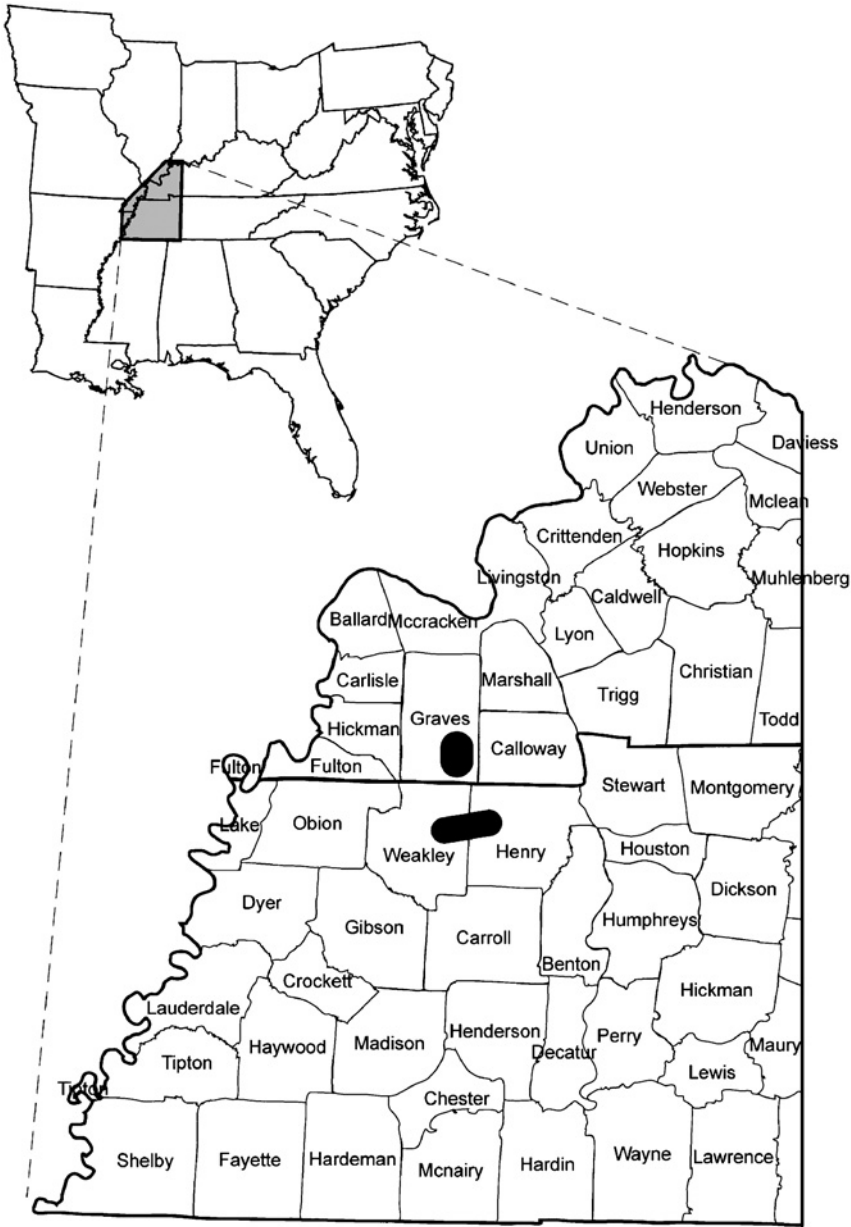 Henderson
Daviess
Union
Webster
Mclean
Crittenden
Hopkins
Livingston
Muhlenberg
Caldwell
Ballard
Mccracken
Lyon
Carlisle
Marshall
Christian
Trigg
Graves
Hickman
Todd
Calloway
Fulton
Fulton
Stewart
Montgomery
Lake
Obion
Weakley
Henry
Houston
Dickson
Dyer
Humphreys
Gibson
Carroll
Benton
Crockett
Hickman
Lauderdale
Henderson
Perry
Madison
Haywood
Decatur
Maury
Tipton
Lewis
Tipton
Chester
Shelby
Fayette
Hardeman
Mcnairy
Hardin
Wayne
Lawrence